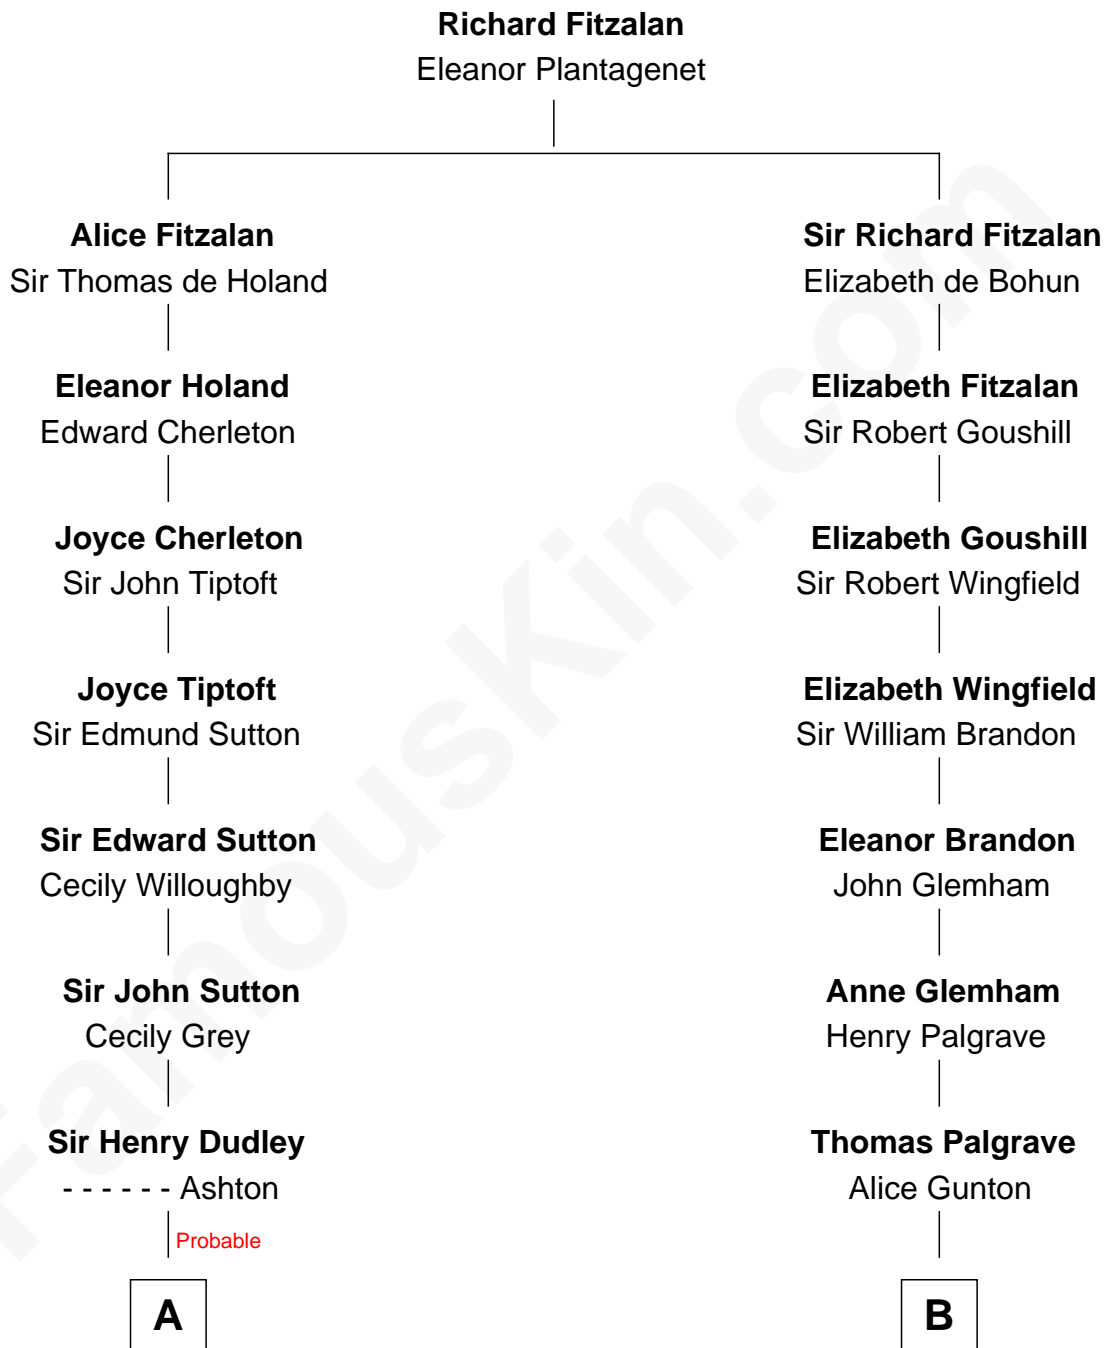 Richard Fitzalan
Eleanor Plantagenet
Alice Fitzalan
Sir Thomas de Holand
Sir Richard Fitzalan
Elizabeth de Bohun
Eleanor Holand
Edward Cherleton
Elizabeth Fitzalan
Sir Robert Goushill
Joyce Cherleton
Sir John Tiptoft
Elizabeth Goushill
Sir Robert Wingfield
Joyce Tiptoft
Sir Edmund Sutton
Elizabeth Wingfield
Sir William Brandon
Sir Edward Sutton
Cecily Willoughby
Eleanor Brandon
John Glemham
Sir John Sutton
Cecily Grey
Anne Glemham
Henry Palgrave
Sir Henry Dudley
- - - - - - Ashton
Probable
Thomas Palgrave
Alice Gunton
A
B
FamousKin.com